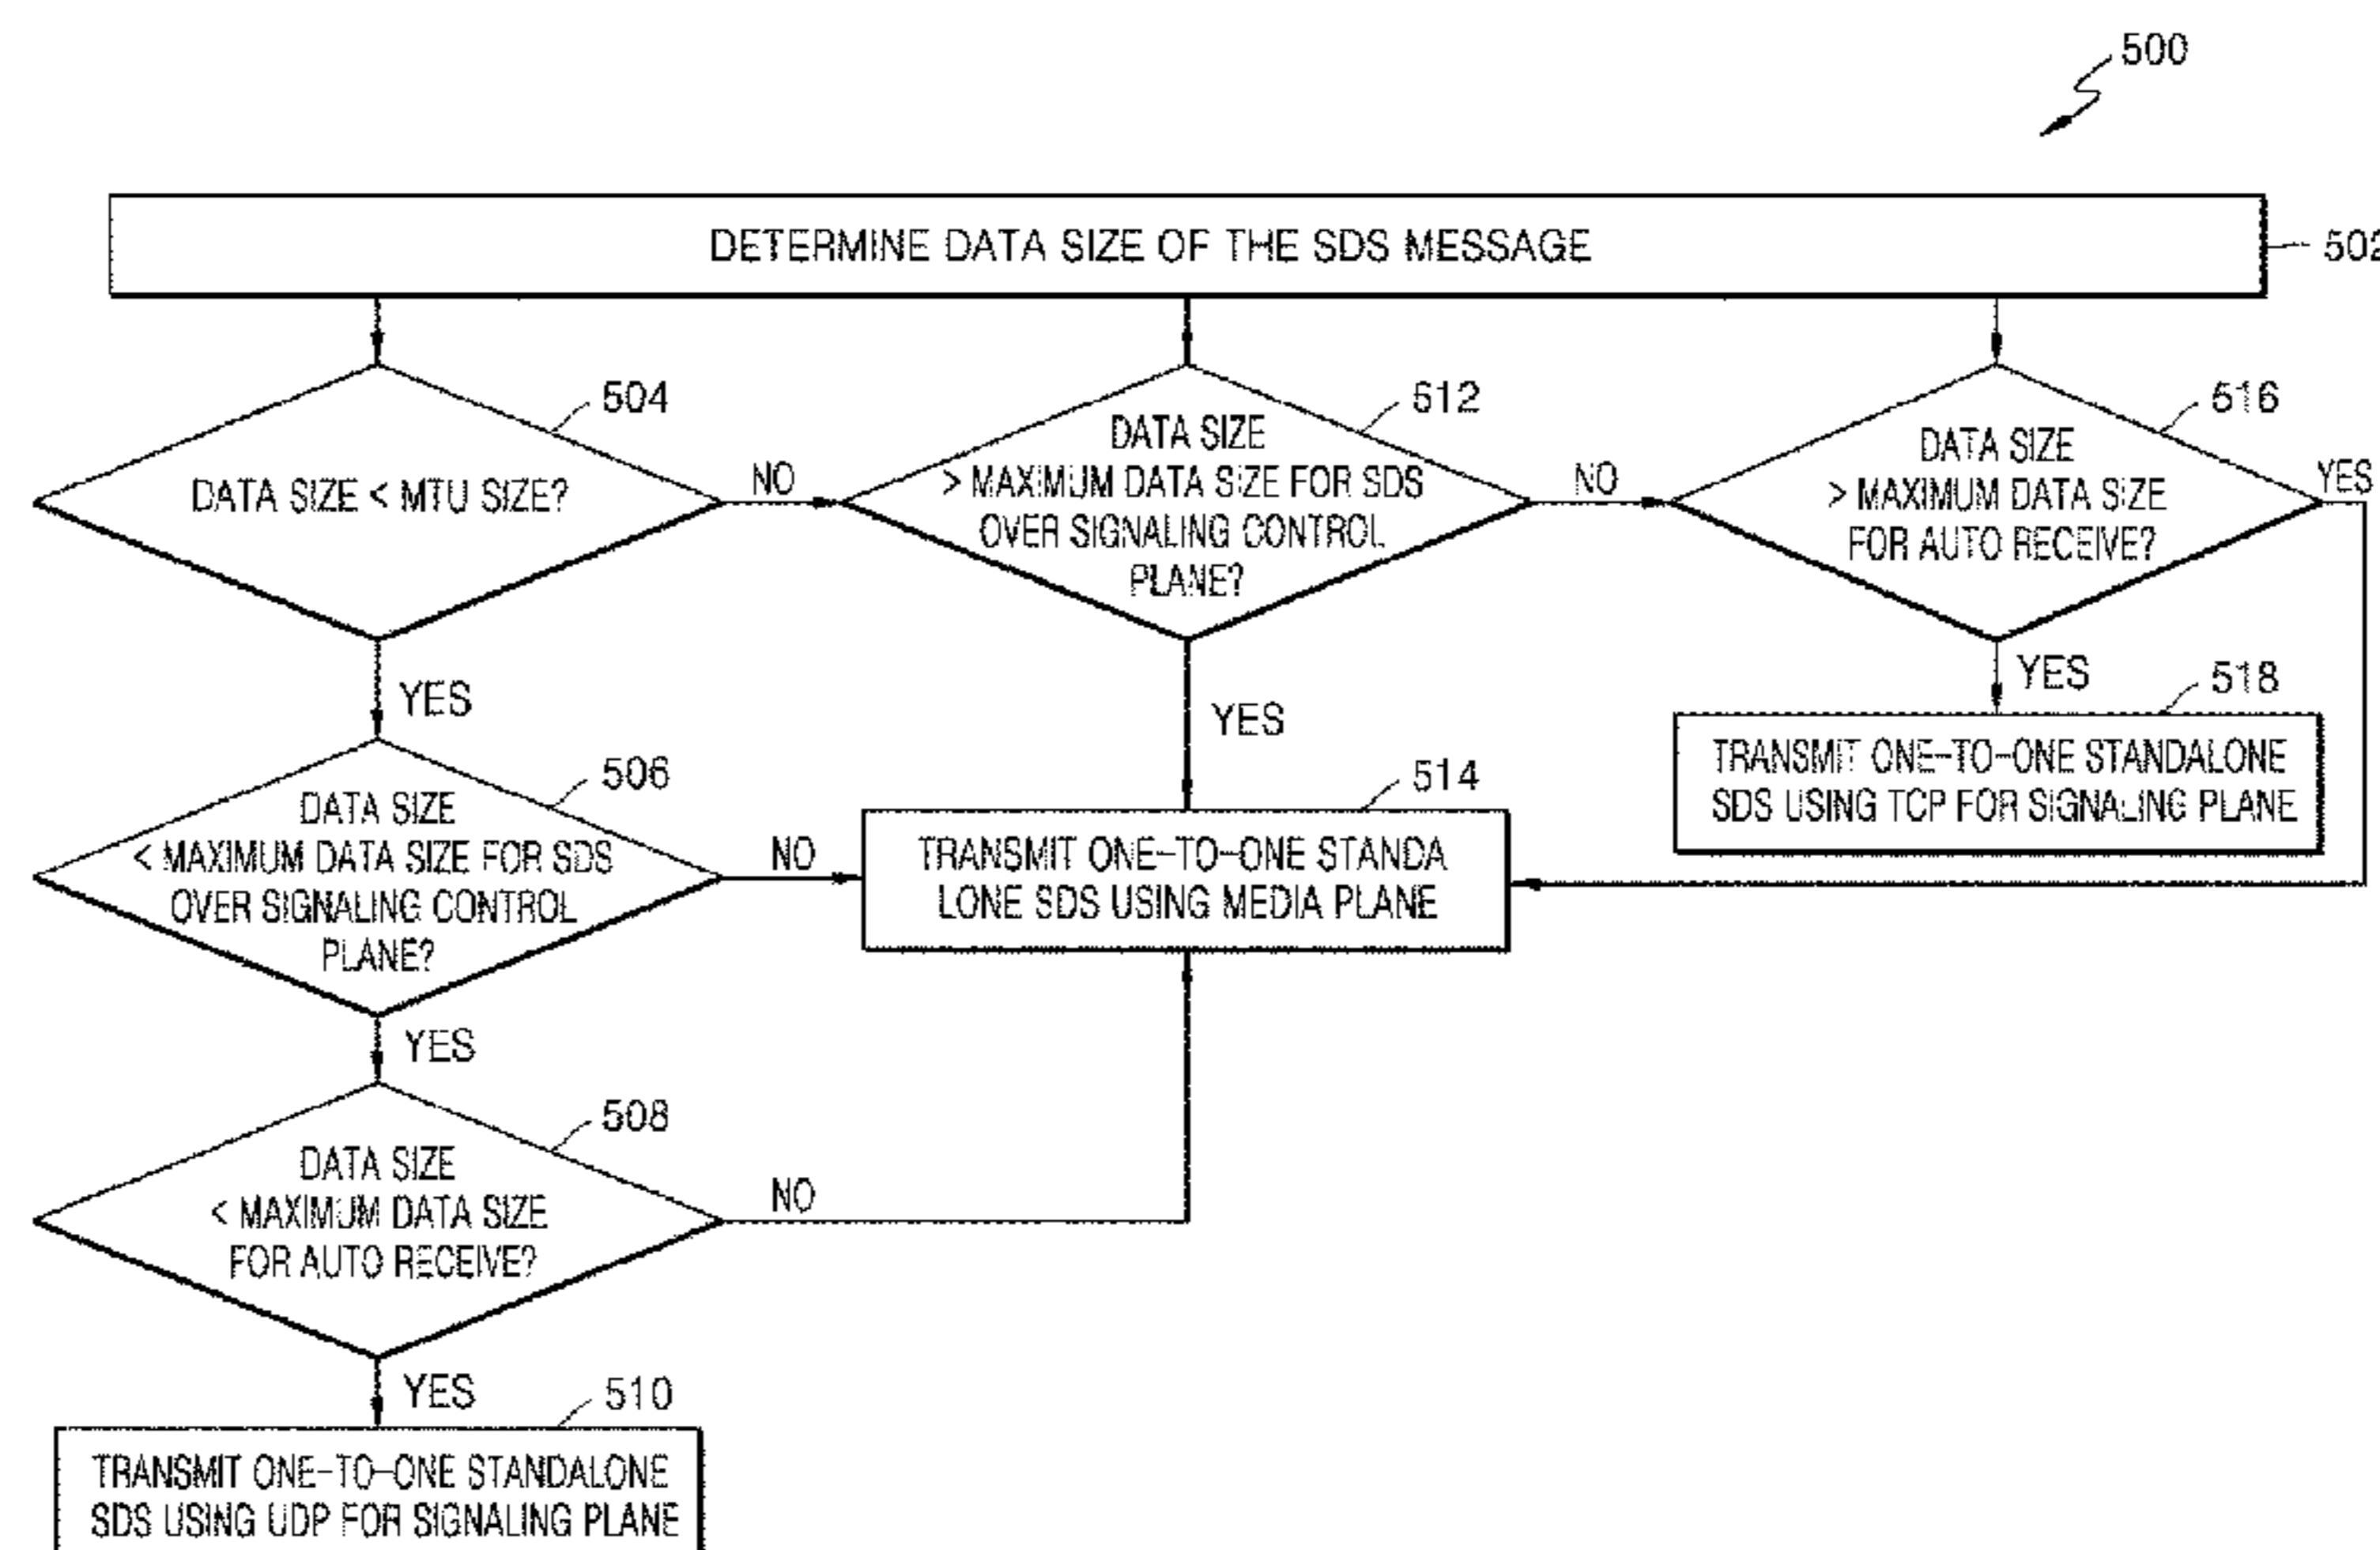 500
DETERMINE DATA SIZE OF THE SDS MESSAGE
502
504
DATA SIZE < MTU SIZE?
NO
YES
512
DATA SIZE
> MAXIMUM DATA SIZE FOR SDS
OVER SIGNALING CONTROL
PLANE?
NO
YES
516
DATA SIZE
> MAXIMUM DATA SIZE
FOR AUTO RECEIVE?
YES
YES
518
TRANSMIT ONE-TO-ONE STANDALONE
SDS USING TCP FOR SIGNALING PLANE
506
DATA SIZE
< MAXIMUM DATA SIZE FOR SDS
OVER SIGNALING CONTROL
PLANE?
NO
YES
514
TRANSMIT ONE-TO-ONE STANDA
LONE SDS USING MEDIA PLANE
508
DATA SIZE
< MAXIMUM DATA SIZE
FOR AUTO RECEIVE?
NO
YES
510
TRANSMIT ONE-TO-ONE STANDALONE
SDS USING UDP FOR SIGNALING PLANE